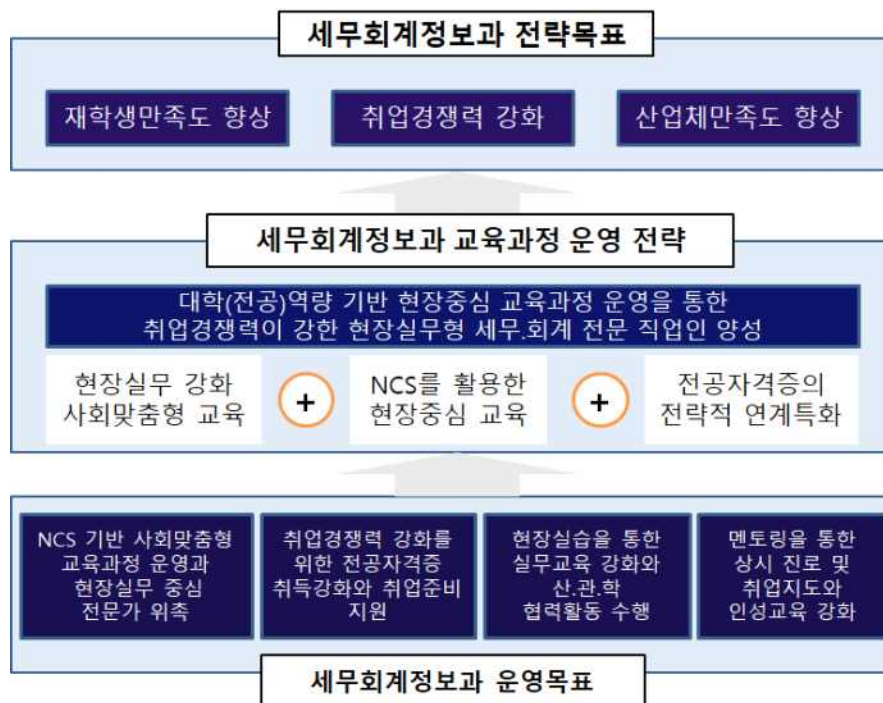 세무회계정보과 전략목표
재학생만족도 향상
취업경쟁력 강화
산업체만족도 향상
세무회계정보과 교육과정 운영 전략
대학(전공)역량 기반 현장중심 교육과정 운영을 통한
취업경쟁력이 강한 현장실무형 세무.회계 전문 직업인 양성
현장실무 강화
사회맞춤형 교육
+
NCS를 활용한
현장중심 교육
+
전공자격증의
전략적 연계특화
NCS 기반 사회맞춤형
교육과정 운영과
현장실무 중심
전문가 위촉
취업경쟁력 강화를
위한 전공자격증
취득강화와 취업준비
지원
현장실습을 통한
실무교육 강화와
산.관.학
협력활동 수행
멘토링을 통한
상시 진로 및
취업지도와
인성교육 강화
세무회계정보과 운영목표